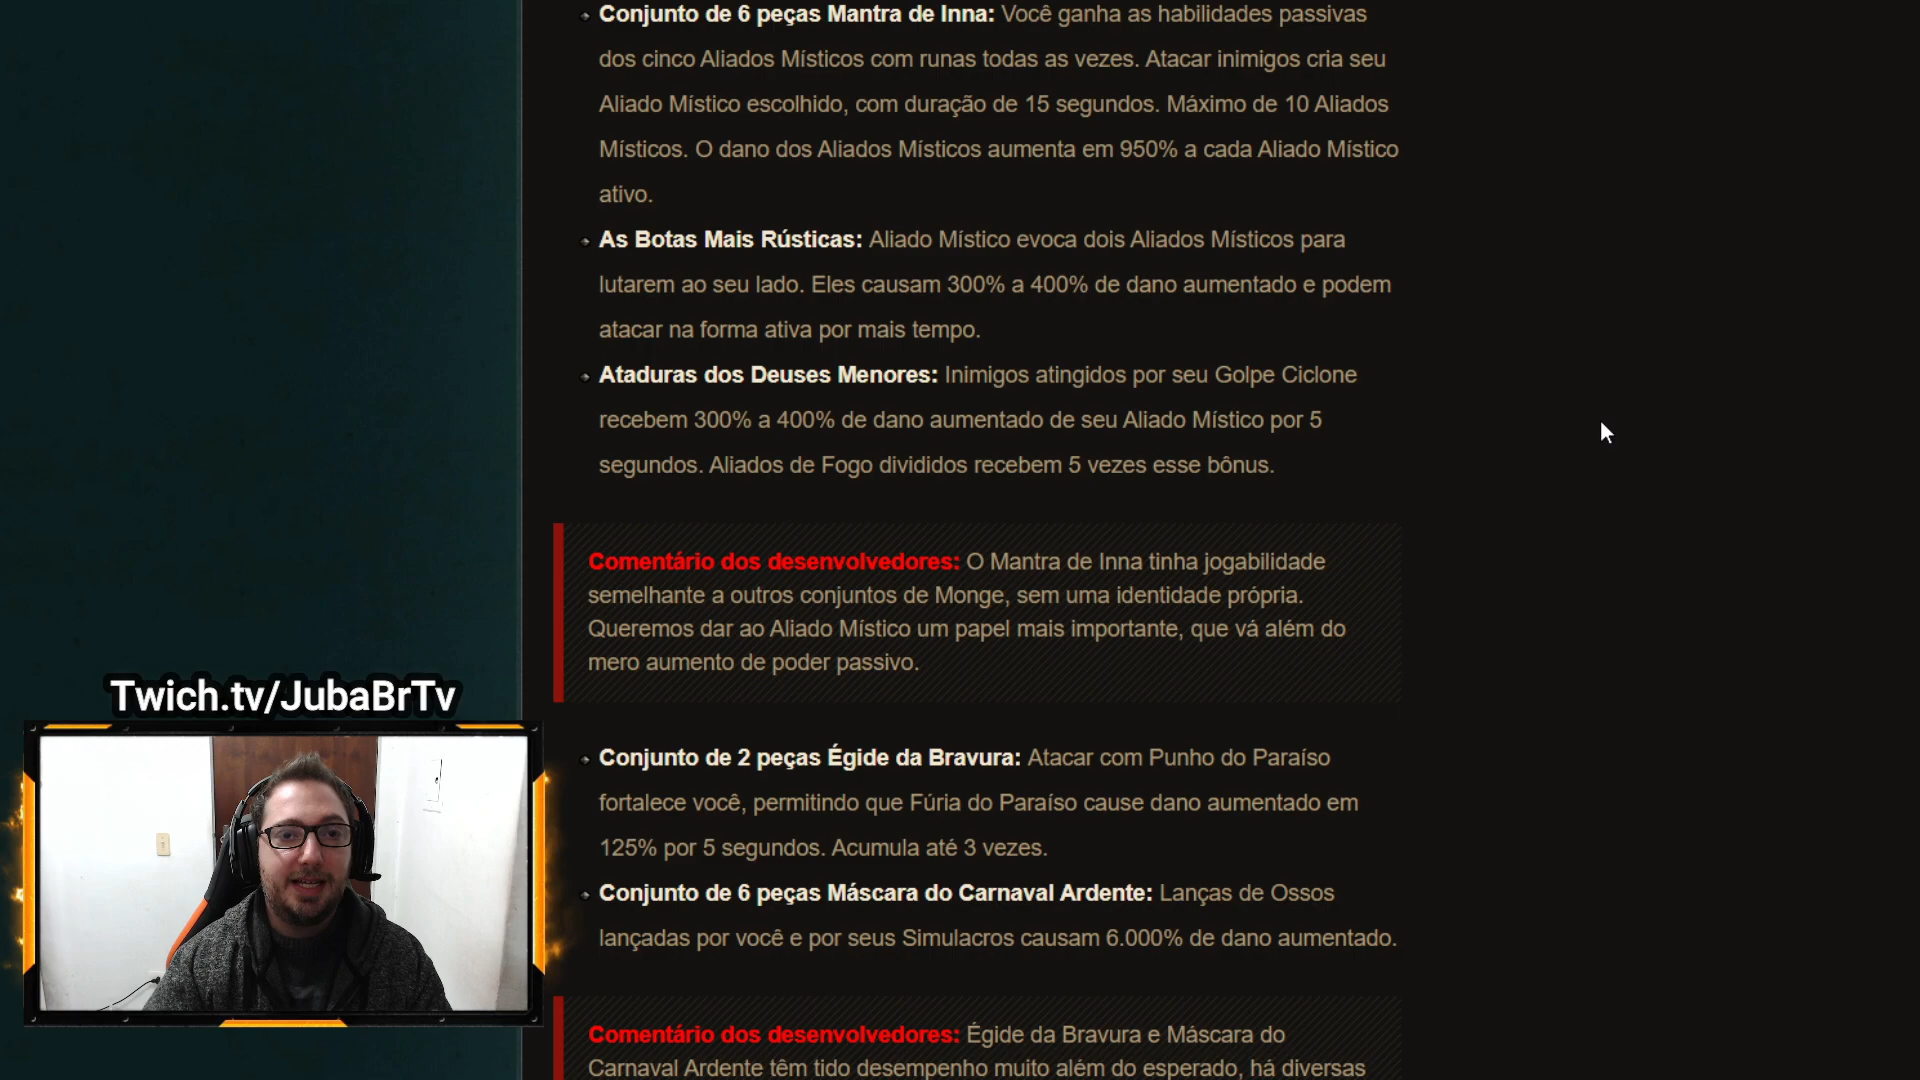 Conjunto de 6 peças Mantra de Inna: Você ganha as habilidades passivas
dos cinco Aliados Místicos com runas todas as vezes. Atacar inimigos cria seu
Aliado Místico escolhido, com duração de 15 segundos. Máximo de 10 Aliados
Místicos. O dano dos Aliados Místicos aumenta em 950% a cada Aliado Místico
ativo.
As Botas Mais Rústicas: Aliado Místico evoca dois Aliados Místicos para
lutarem ao seu lado. Eles causam 300% a 400% de dano aumentado e podem
atacar na forma ativa por mais tempo.
Ataduras dos Deuses Menores: Inimigos atingidos por seu Golpe Ciclone
recebem 300% a 400% de dano aumentado de seu Aliado Místico por 5
segundos. Aliados de Fogo divididos recebem 5 vezes esse bônus.
Comentário dos desenvolvedores: O Mantra de Inna tinha jogabilidade
semelhante a outros conjuntos de Monge, sem uma identidade própria.
Queremos dar ao Aliado Místico um papel mais importante, que vá além do
mero aumento de poder passivo.
Conjunto de 2 peças Égide da Bravura: Atacar com Punho do Paraíso
fortalece você, permitindo que Fúria do Paraíso cause dano aumentado em
125% por 5 segundos. Acumula até 3 vezes.
Conjunto de 6 peças Máscara do Carnaval Ardente: Lanças de Ossos
lançadas por você e por seus Simulacros causam 6.000% de dano aumentado.
Comentário dos desenvolvedores: Égide da Bravura e Máscara do
Carnaval Ardente têm tido desempenho muito além do esperado, há diversas
Twich.tv/JubaBrTv